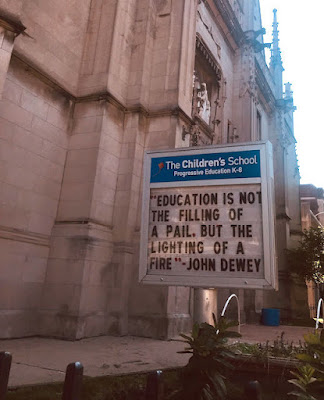 The Children's School
Progressive Education K-8
"EDUCATION IS NOT
THE FILLING OF
A PAIL. BUT THE
LIGHTING OF A
FIRE"-JOHN DEWEY